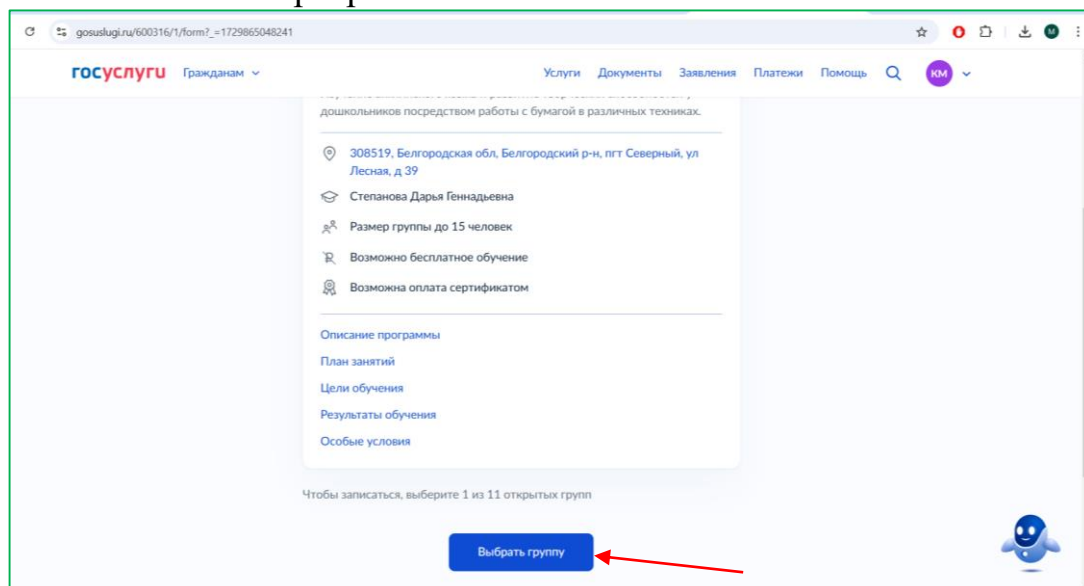 gosuslugi.ru/600316/1/form?_=1729865048241
М
госуслуги Гражданам Услуги Документы Заявления Платежи Помощь КМ
дошкольников посредством работы с бумагой в различных техниках.
308519, Белгородская обл, Белгородский р-н, пгт Северный, ул
Лесная, д 39
Степанова Дарья Геннадьевна
Размер группы до 15 человек
Возможно бесплатное обучение
Возможна оплата сертификатом
Описание программы
План занятий
Цели обучения
Результаты обучения
Особые условия
Чтобы записаться, выберите 1 из 11 открытых групп
Выбрать группу